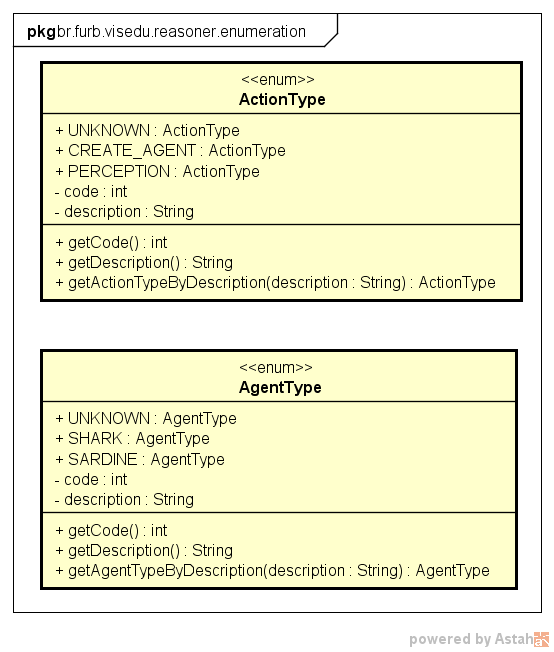 pkgbr.furb.visedu.reasoner.enumeration
<<enum>>
ActionType
+ UNKNOWN : ActionType
+ CREATE_AGENT : ActionType
+ PERCEPTION : ActionType
- code : int
- description : String
+ getCode() : int
+ getDescription() : String
+ getActionTypeByDescription(description : String) : ActionType
<<enum>>
AgentType
+ UNKNOWN : AgentType
+ SHARK : AgentType
+ SARDINE : AgentType
- code : int
- description : String
+ getCode() : int
+ getDescription() : String
+ getAgentTypeByDescription(description : String) : AgentType
powered by Astah